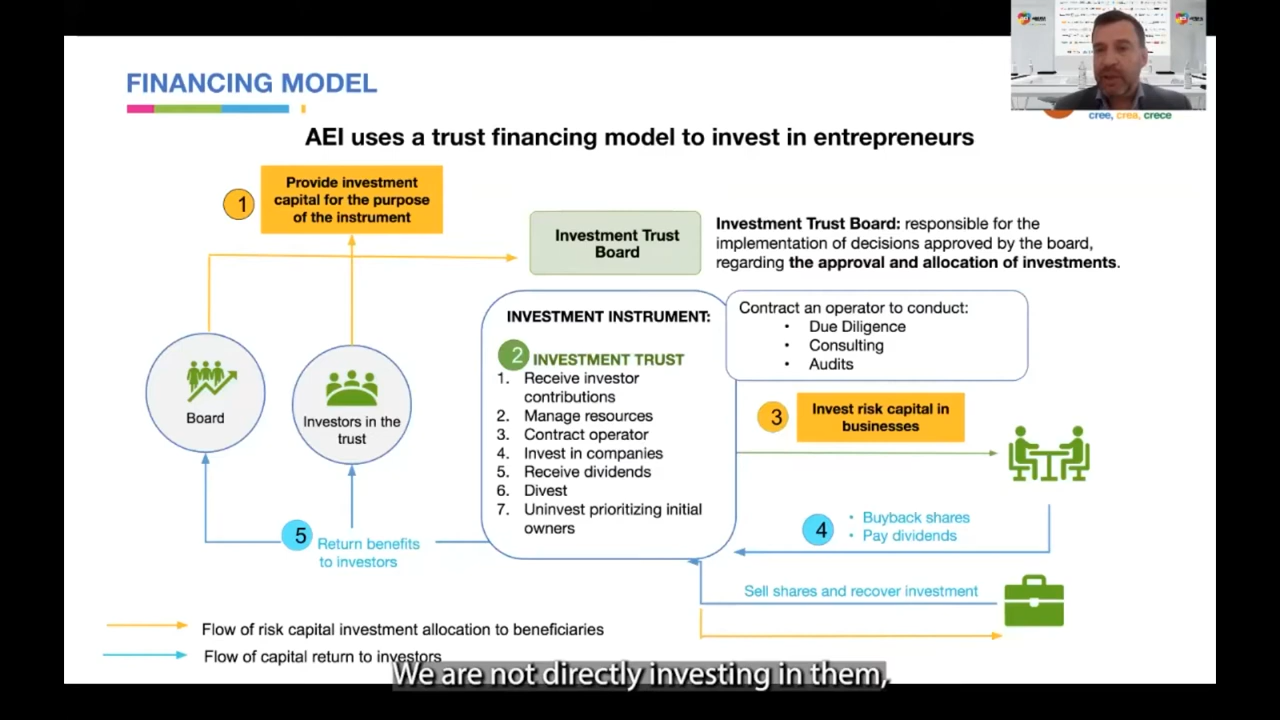 FINANCING MODEL
cree, crea, crece
AEI uses a trust financing model to invest in entrepreneurs
1
Provide investment
capital for the purpose
of the instrument
Investment Trust
Board
Investment Trust Board: responsible for the
implementation of decisions approved by the board,
regarding the approval and allocation of investments.
Board
Investors in the
trust
INVESTMENT INSTRUMENT:
2 INVESTMENT TRUST
1. Receive investor
contributions
2. Manage resources
3. Contract operator
4. Invest in companies
5. Receive dividends
6. Divest
7. Uninvest prioritizing initial
owners
Contract an operator to conduct:
• Due Diligence
• Consulting
• Audits
3
Invest risk capital in
businesses
4
• Buyback shares
• Pay dividends
5
Return benefits
to investors
Sell shares and recover investment
Flow of risk capital investment allocation to beneficiaries
Flow of capital return to investors
We are not directly investing in them,